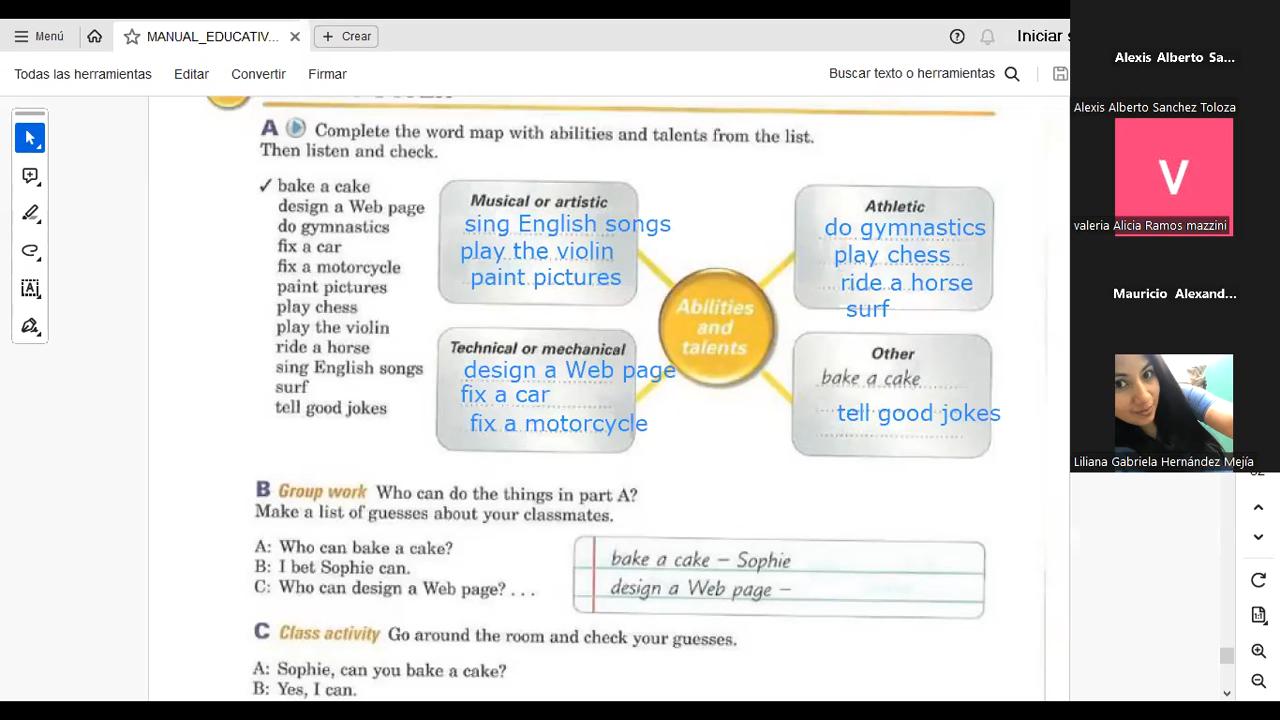 Menú
MANUAL_EDUCATIV...
Crear
Iniciar s
Todas las herramientas
Editar
Convertir
Firmar
Buscar texto o herramientas
A Complete the word map with abilities and talents from the list.
Then listen and check.
✓ bake a cake
design a Web page
do gymnastics
fix a car
fix a motorcycle
paint pictures
play chess
play the violin
ride a horse
sing English songs
surf
tell good jokes
Musical or artistic
sing English songs
play the violin
paint pictures
Athletic
do gymnastics
play chess
ride a horse
surf
Abilities
and
talents
Technical or mechanical
design a Web page
fix a car
fix a motorcycle
Other
bake a cake
tell good jokes
B Group work Who can do the things in part A?
Make a list of guesses about your classmates.
A: Who can bake a cake?
B: I bet Sophie can.
C: Who can design a Web page? . . .
bake a cake – Sophie
design a Web page –
C Class activity Go around the room and check your guesses.
A: Sophie, can you bake a cake?
B: Yes, I can.
Alexis Alberto Sa...
Alexis Alberto Sanchez Toloza
V
valeria Alicia Ramos mazzini
Mauricio Alexand...
Liliana Gabriela Hernández Mejía